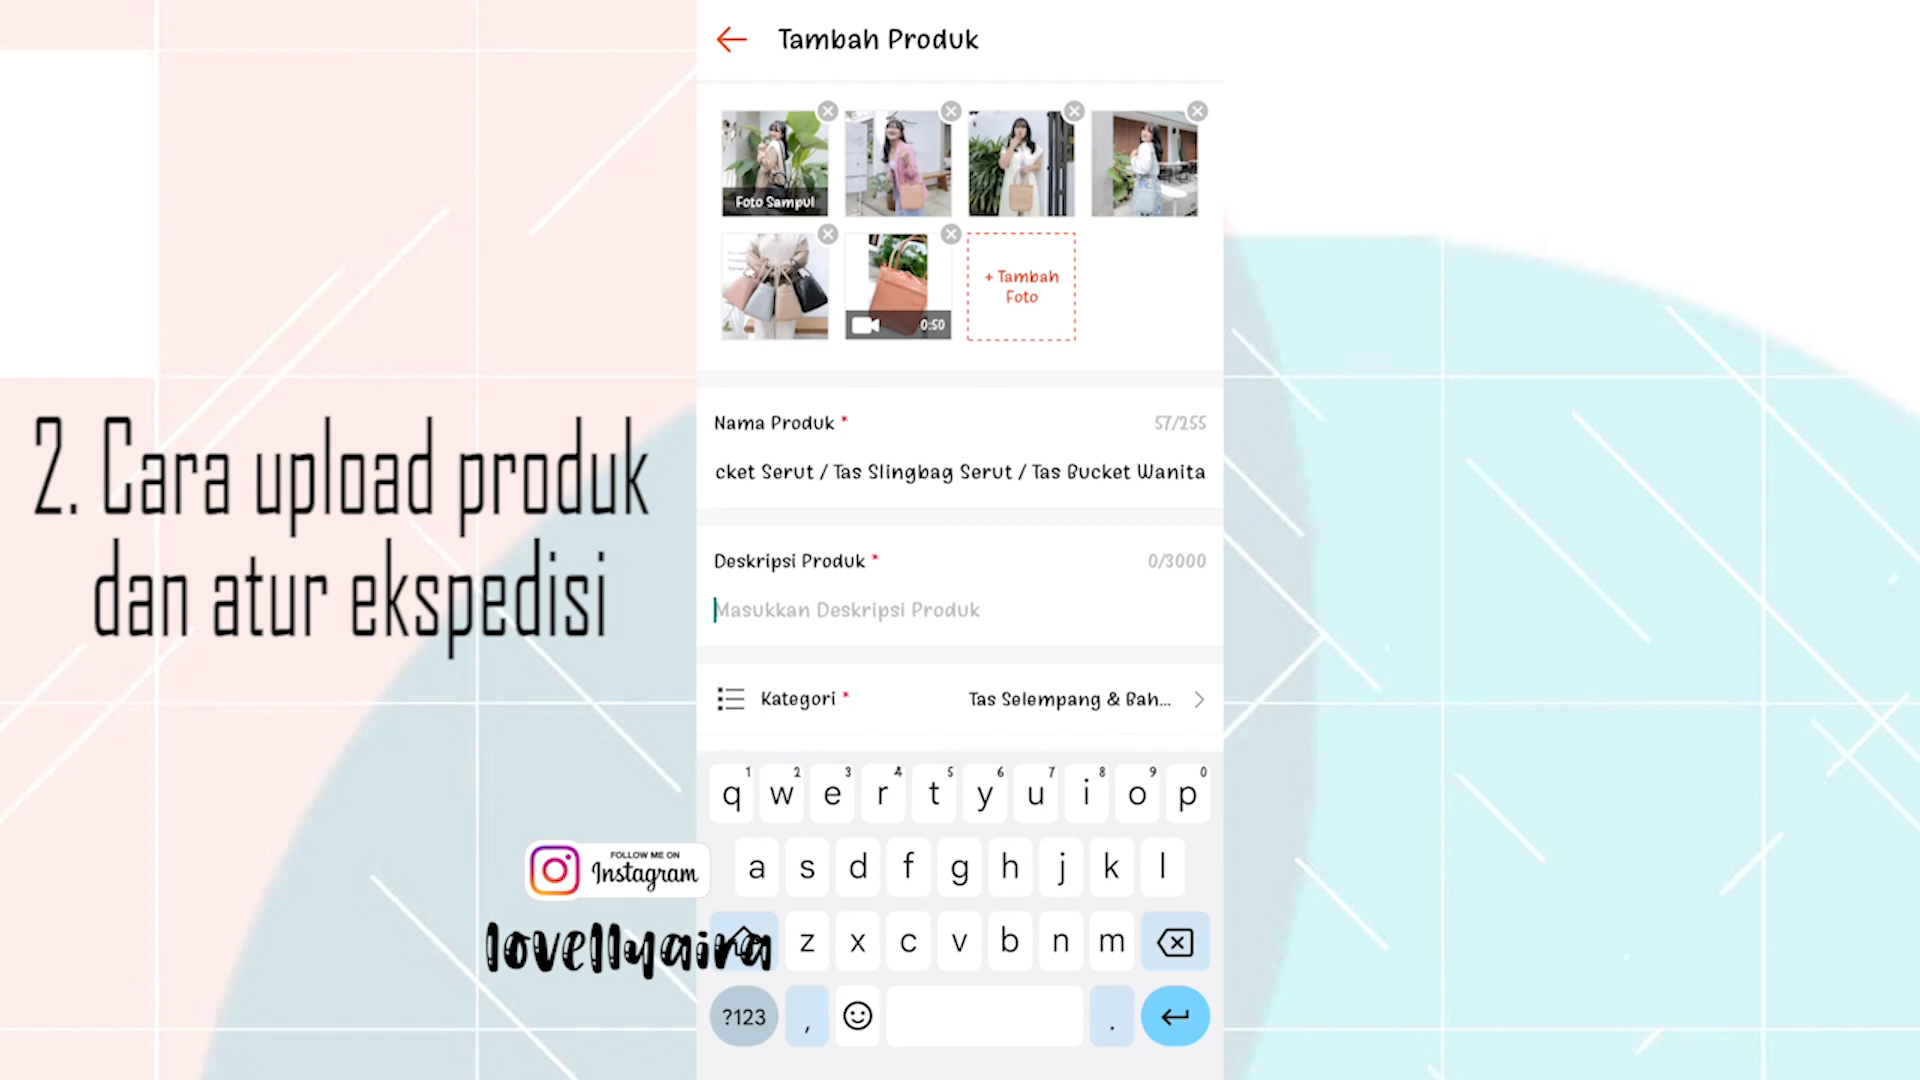 Tambah Produk
Foto Sampul
0:50
+ Tambah
Foto
Nama Produk *
57/255
cket Serut / Tas Slingbag Serut / Tas Bucket Wanita
Deskripsi Produk *
0/3000
Masukkan Deskripsi Produk
Kategori *
Tas Selempang & Bah...
2. Cara upload produk
dan atur ekspedisi
FOLLOW ME ON
Instagram
lovellyaira
1 2 3 4 5 6 7 8 9 0
q w e r t y u i o p
a s d f g h j k l
z x c v b n m
?123 , .